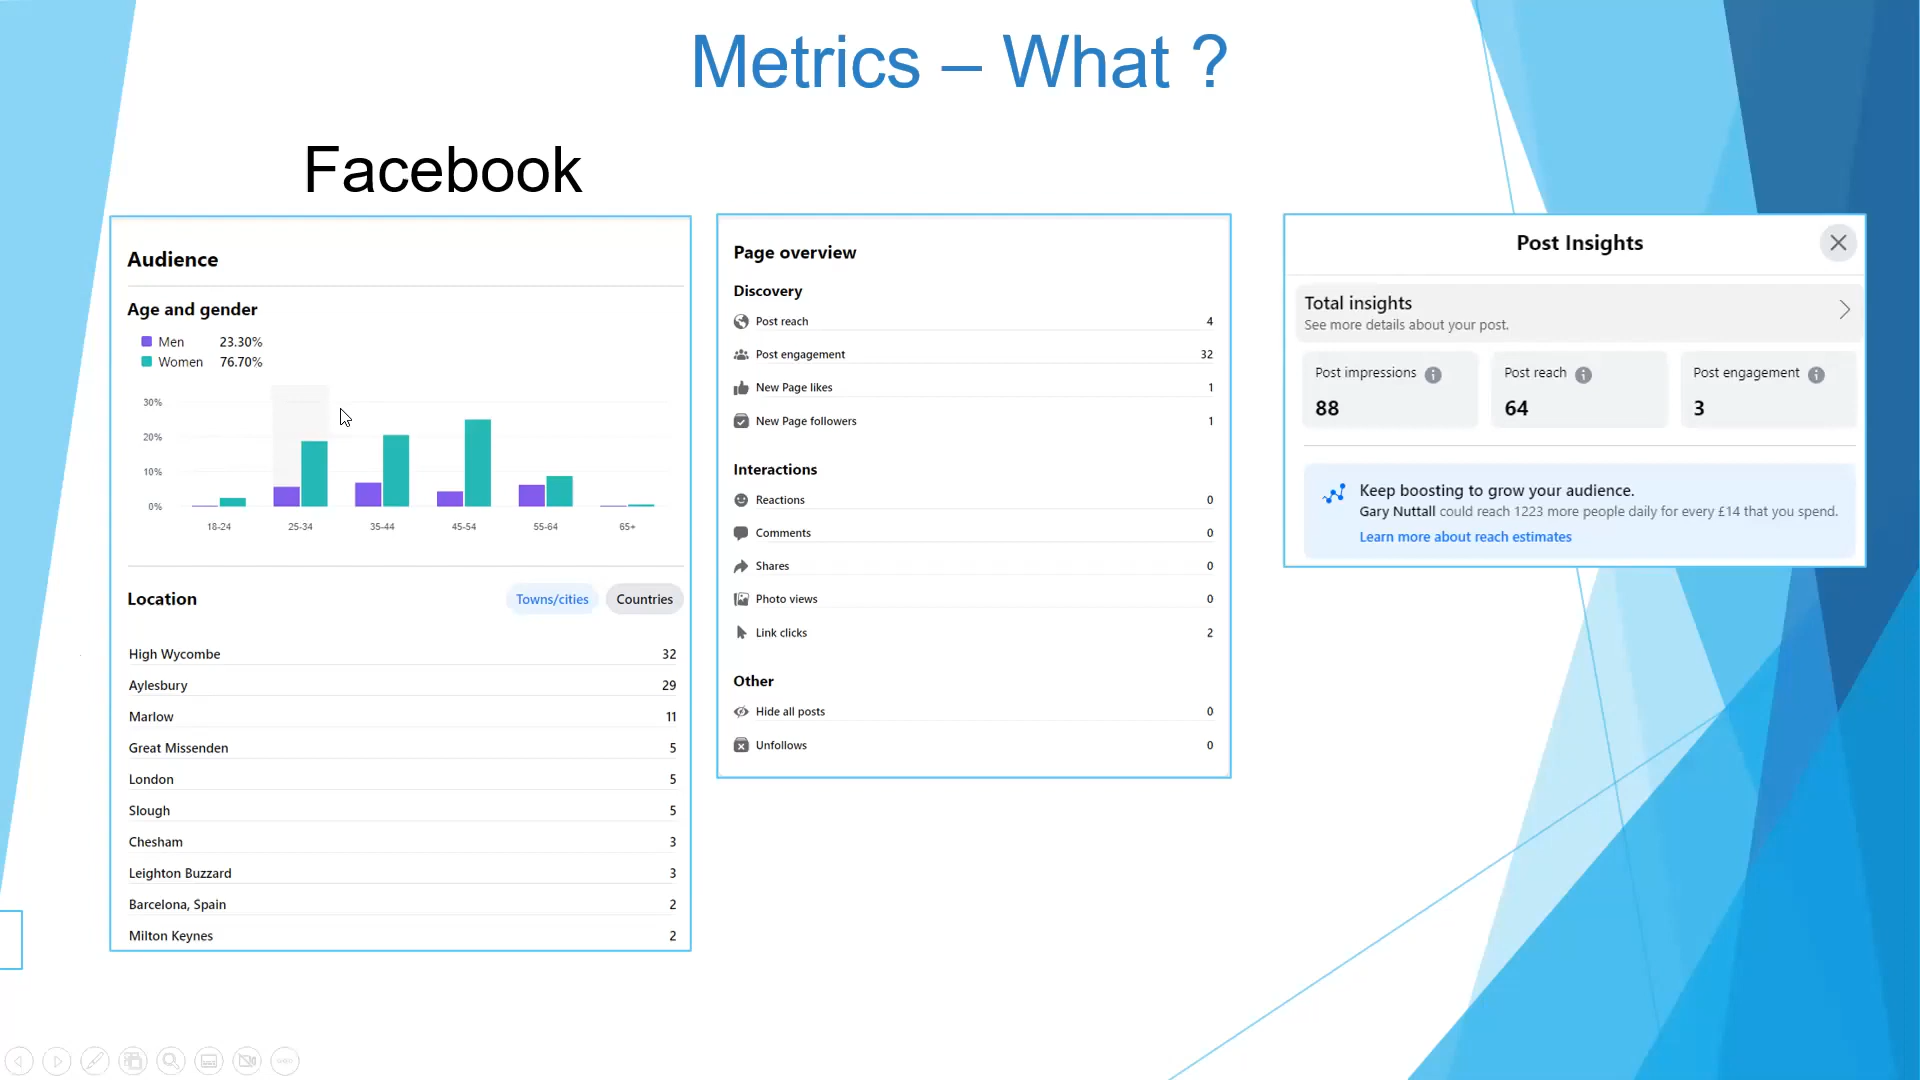 Metrics – What ?
Facebook
Audience
Age and gender
Men 23.30%
Women 76.70%
30%
20%
10%
0%
18-24 25-34 35-44 45-54 55-64 65+
Location Towns/cities Countries
High Wycombe 32
Aylesbury 29
Marlow 11
Great Missenden 5
London 5
Slough 5
Chesham 3
Leighton Buzzard 3
Barcelona, Spain 2
Milton Keynes 2
Page overview
Discovery
Post reach 4
Post engagement 32
New Page likes 1
New Page followers 1
Interactions
Reactions 0
Comments 0
Shares 0
Photo views 0
Link clicks 2
Other
Hide all posts 0
Unfollows 0
Post Insights
Total insights
See more details about your post.
Post impressions Post reach Post engagement
88 64 3
Keep boosting to grow your audience.
Gary Nuttall could reach 1223 more people daily for every £14 that you spend.
Learn more about reach estimates